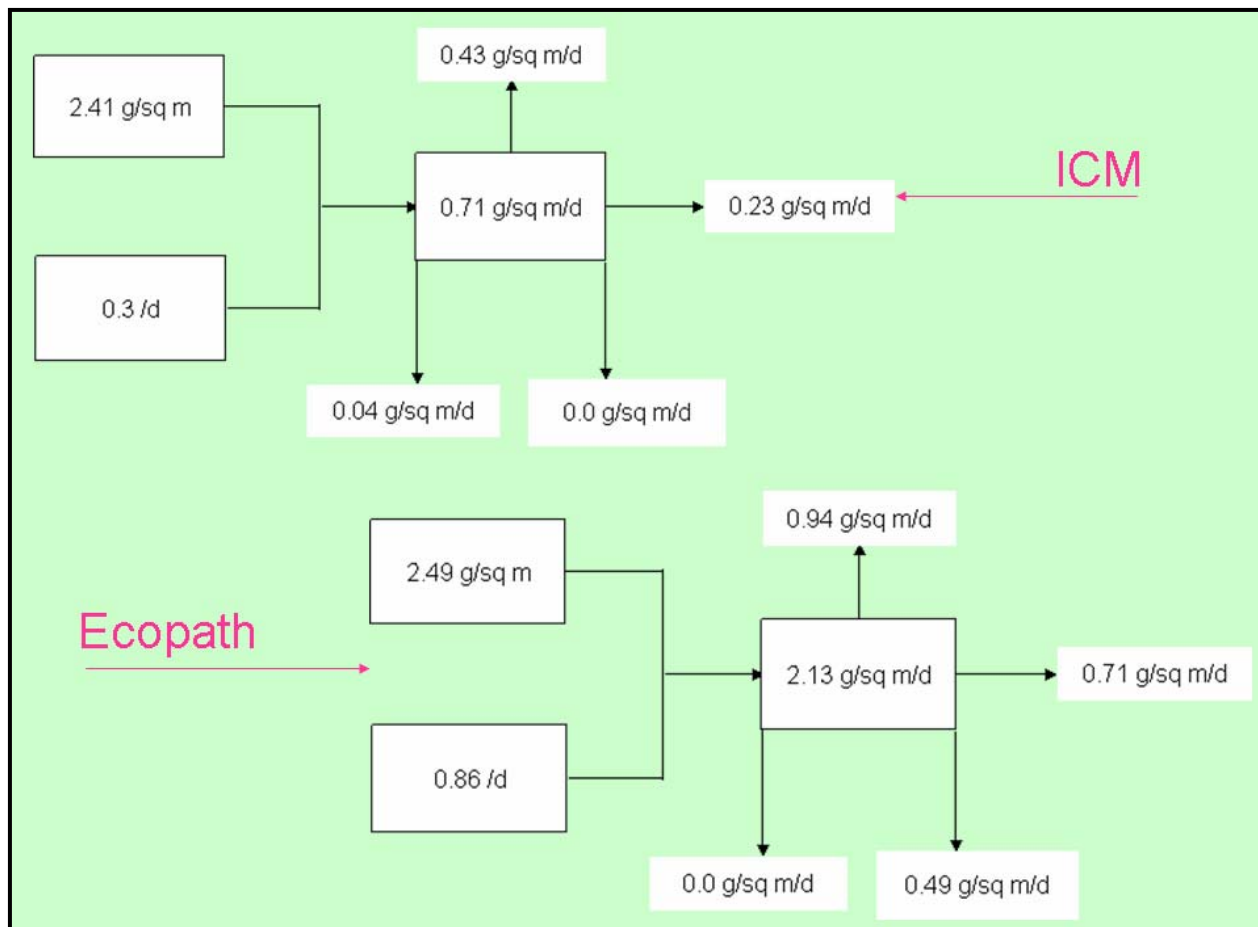 0.43 g/sq m/d
2.41 g/sq m
ICM
0.71 g/sq m/d
0.23 g/sq m/d
0.3 /d
0.04 g/sq m/d
0.0 g/sq m/d
0.94 g/sq m/d
2.49 g/sq m
Ecopath
2.13 g/sq m/d
0.71 g/sq m/d
0.86 /d
0.0 g/sq m/d
0.49 g/sq m/d